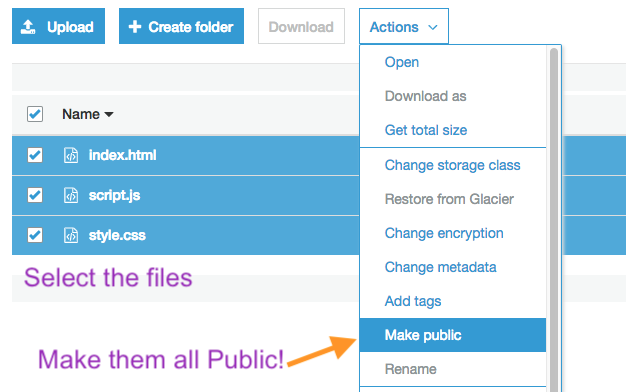 Upload
Create folder
Download
Actions
Open
Download as
Get total size
Change storage class
Restore from Glacier
Change encryption
Change metadata
Add tags
Make public
Rename
Name
index.html
script.js
style.css
Select the files
Make them all Public!